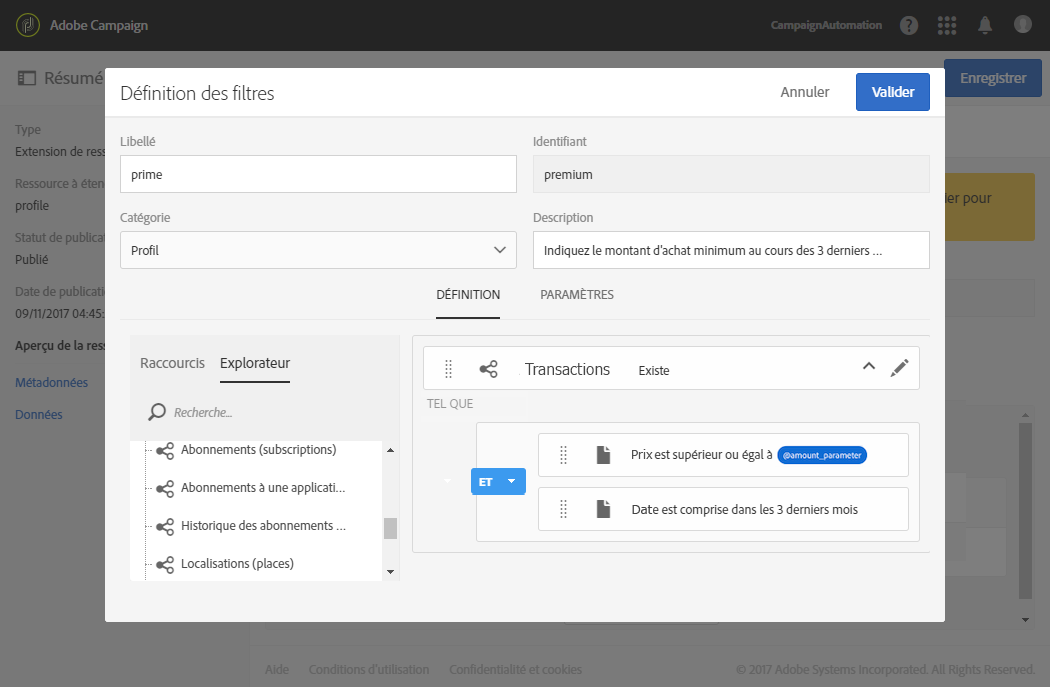 Adobe Campaign
CampaignAutomation
Résumé
Enregistrer
Définition des filtres
Annuler
Valider
Type
Extension de ress
Ressource à éten
profile
Statut de publicat
Publié
Date de publicati
09/11/2017 04:45:
Aperçu de la ress
Métadonnées
Données
ier pour
Libellé
Identifiant
prime
premium
Catégorie
Description
Profil
Indiquez le montant d'achat minimum au cours des 3 derniers ...
DÉFINITION
PARAMÈTRES
Raccourcis
Explorateur
Recherche...
Abonnements (subscriptions)
Abonnements à une applicati...
Historique des abonnements ...
Localisations (places)
Transactions
Existe
TEL QUE
ET
Prix est supérieur ou égal à @amount_parameter
Date est comprise dans les 3 derniers mois
Aide
Conditions d'utilisation
Confidentialité et cookies
© 2017 Adobe Systems Incorporated. All Rights Reserved.